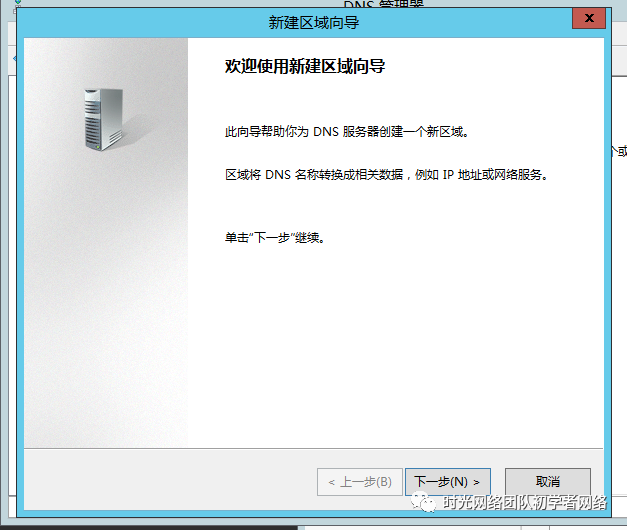 DNS 管理器
新建区域向导
x
欢迎使用新建区域向导
此向导帮助你为 DNS 服务器创建一个新区域。
区域将 DNS 名称转换成相关数据，例如 IP 地址或网络服务。
个或
单击"下一步"继续。
< 上一步(B)
下一步(N) >
取消
时光网络团队初学者网络